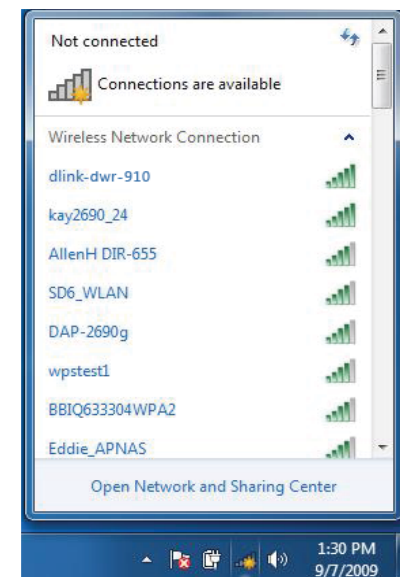 Not connected
Connections are available
Wireless Network Connection
dlink-dwr-910
kay2690_24
AllenH DIR-655
SD6_WLAN
DAP-2690g
wpstest1
BBIQ633304WPA2
Eddie_APNAS
Open Network and Sharing Center
1:30 PM
9/7/2009